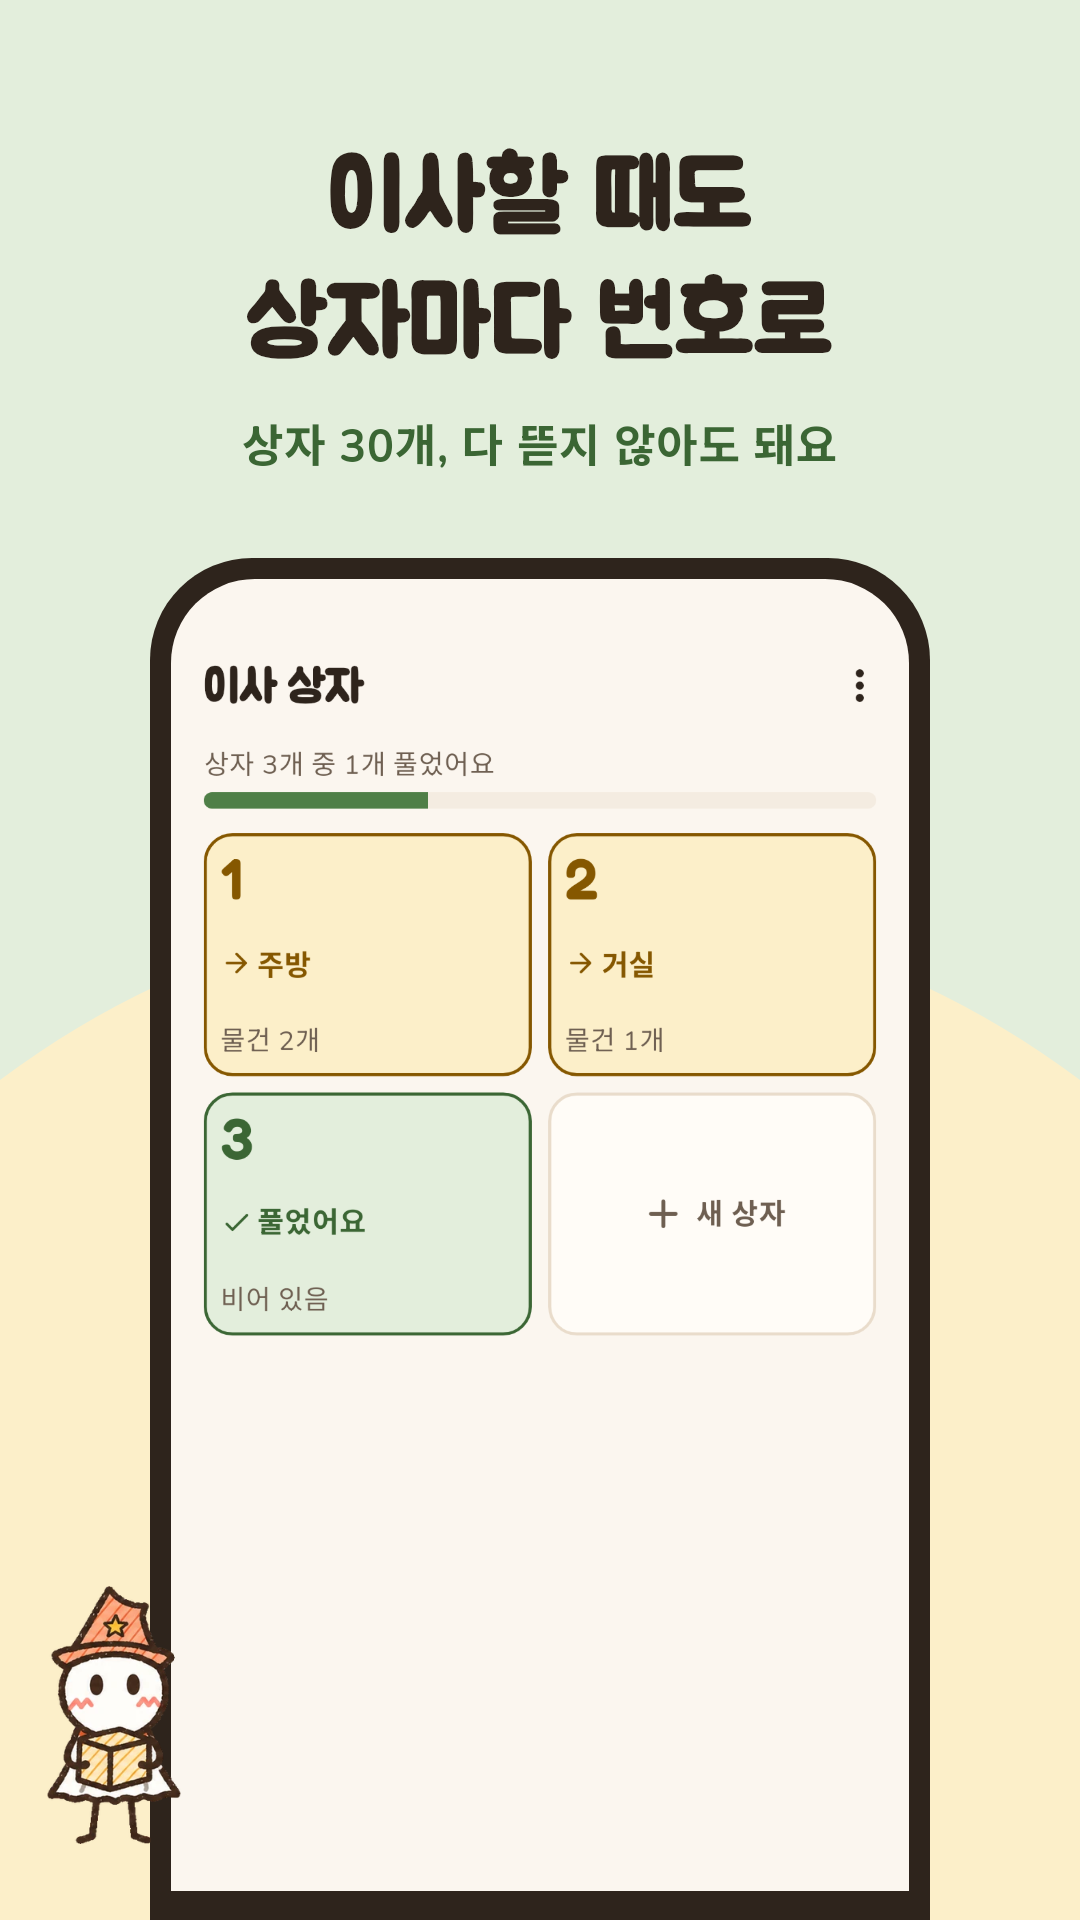 이사할 때도
상자마다 번호로
상자 30개, 다 뜯지 않아도 돼요
이사 상자
상자 3개 중 1개 풀었어요
1
→ 주방
물건 2개
2
→ 거실
물건 1개
3
✓ 풀었어요
비어 있음
+ 새 상자